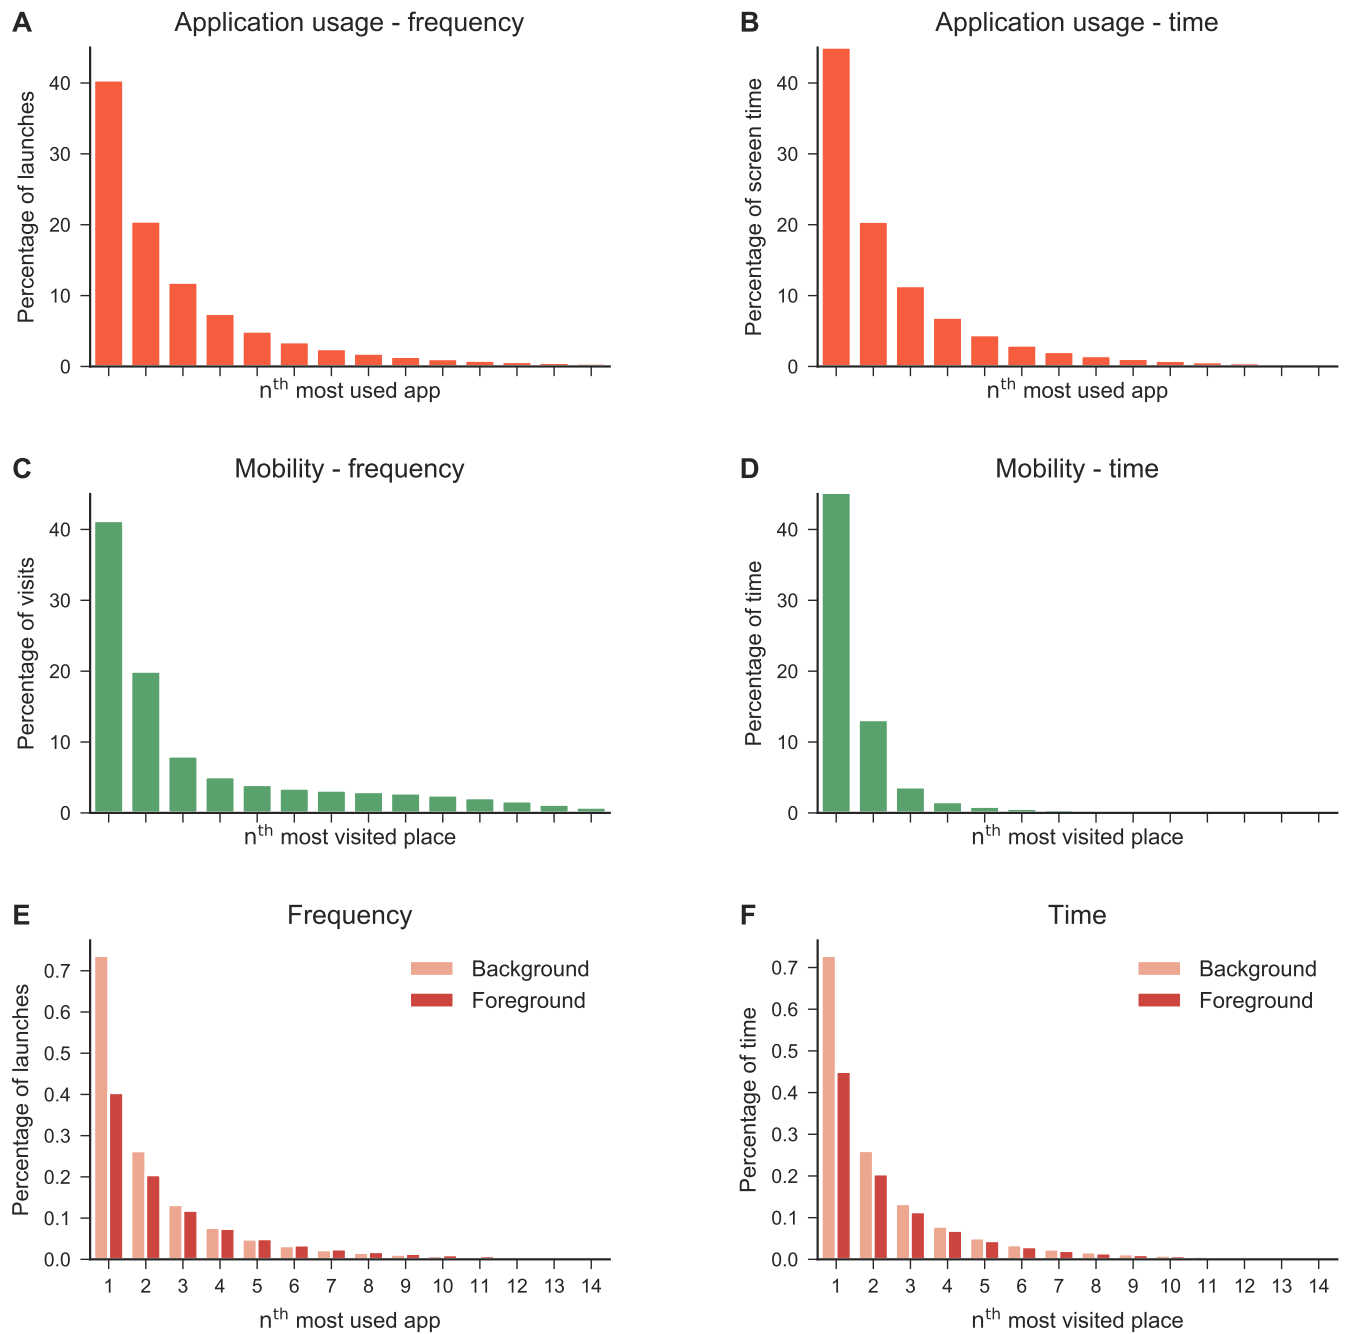 A Application usage - frequency
Percentage of launches
40
30
20
10
0
nth most used app
B Application usage - time
Percentage of screen time
40
30
20
10
0
nth most used app
C Mobility - frequency
Percentage of visits
40
30
20
10
0
nth most visited place
D Mobility - time
Percentage of time
40
30
20
10
0
nth most visited place
E Frequency
Percentage of launches
0.7
0.6
0.5
0.4
0.3
0.2
0.1
0.0
Background
Foreground
1 2 3 4 5 6 7 8 9 10 11 12 13 14
nth most used app
F Time
Percentage of time
0.7
0.6
0.5
0.4
0.3
0.2
0.1
0.0
Background
Foreground
1 2 3 4 5 6 7 8 9 10 11 12 13 14
nth most visited place